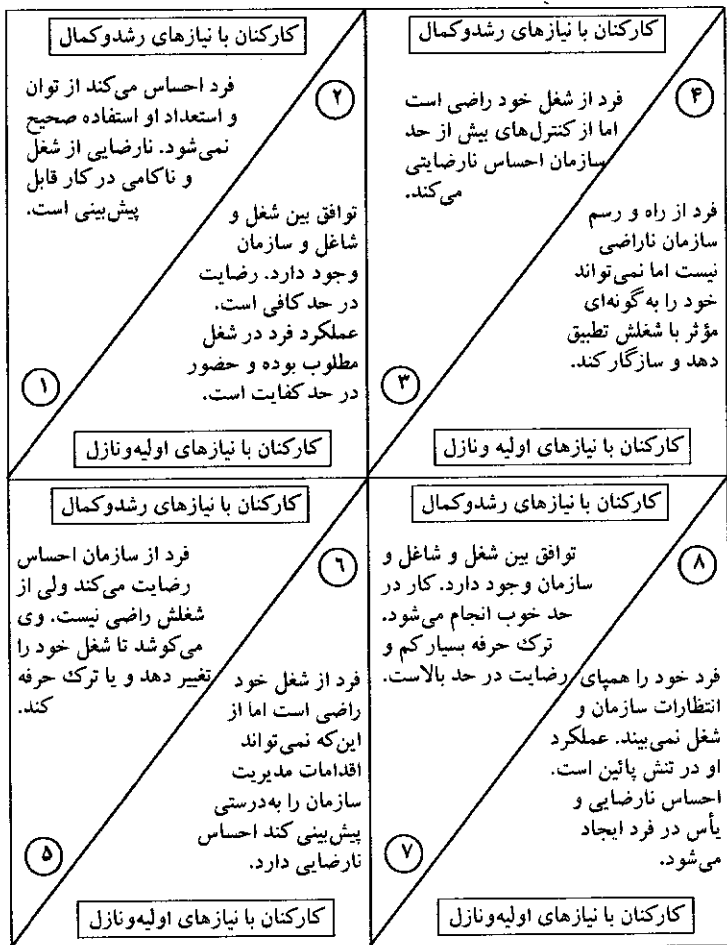 کارکنان با نیازهای رشدوکمال
۴
فرد از شغل خود راضی است
اما از کنترل‌های بیش از حد
سازمان احساس نارضایتی
می‌کند.
فرد از راه و رسم
سازمان ناراضی
نیست اما نمی‌تواند
خود را به گونه‌ای
مؤثر با شغلش تطبیق
دهد و سازگار کند.
۳
کارکنان با نیازهای اولیه ونازل
کارکنان با نیازهای رشدوکمال
۲
فرد احساس می‌کند از توان
و استعداد او استفاده صحیح
نمی‌شود. نارضایی از شغل
و ناکامی در کار قابل
پیش‌بینی است.
توافق بین شغل و
شاغل و سازمان
وجود دارد. رضایت
در حد کافی است.
عملکرد فرد در شغل
مطلوب بوده و حضور
در حد کفایت است.
۱
کارکنان با نیازهای اولیه‌ونازل
کارکنان با نیازهای رشدوکمال
۸
توافق بین شغل و شاغل و
سازمان وجود دارد. کار در
حد خوب انجام می‌شود.
ترک حرفه بسیار کم و
رضایت در حد بالاست.
فرد خود را همپای
انتظارات سازمان و
شغل نمی‌بیند. عملکرد
او در تنش پائین است.
احساس نارضایی و
یأس در فرد ایجاد
می‌شود.
۷
کارکنان با نیازهای اولیه‌ونازل
کارکنان با نیازهای رشدوکمال
۶
فرد از سازمان احساس
رضایت می‌کند ولی از
شغلش راضی نیست. وی
می‌کوشد تا شغل خود را
تغییر دهد و یا ترک حرفه
کند.
فرد از شغل خود
راضی است اما از
این‌که نمی‌تواند
اقدامات مدیریت
سازمان را به‌درستی
پیش‌بینی کند احساس
نارضایی دارد.
۵
کارکنان با نیازهای اولیه‌ونازل